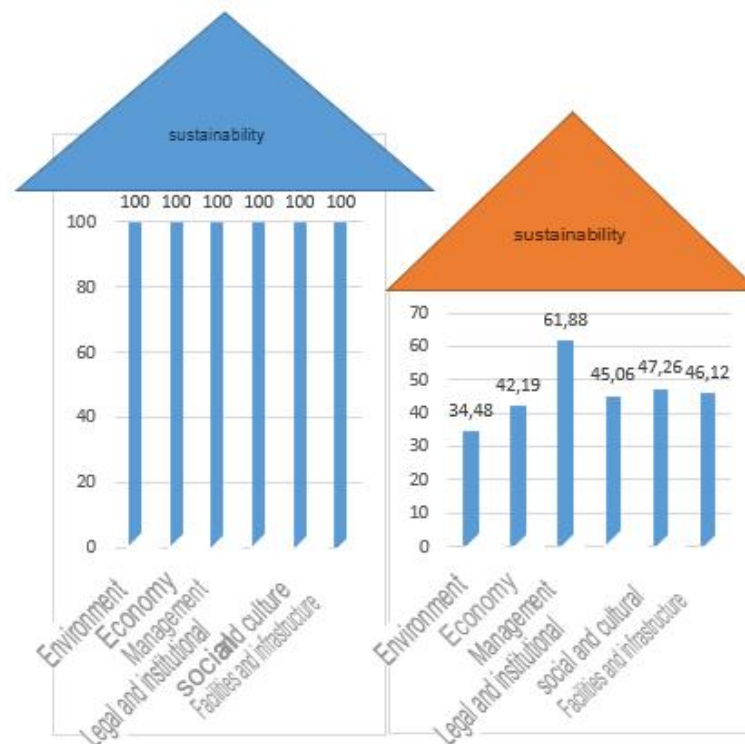 sustainability
100 100 100 100 100 100
100
80
60
40
20
0
Environment
Economy
Management
Legal and institutional
social and culture
Facilities and infrastructure
sustainability
70
60
50
40
30
20
10
0
34,48
42,19
61,88
45,06
47,26
46,12
Environment
Economy
Management
Legal and institutional
social and cultural
Facilities and infrastructure